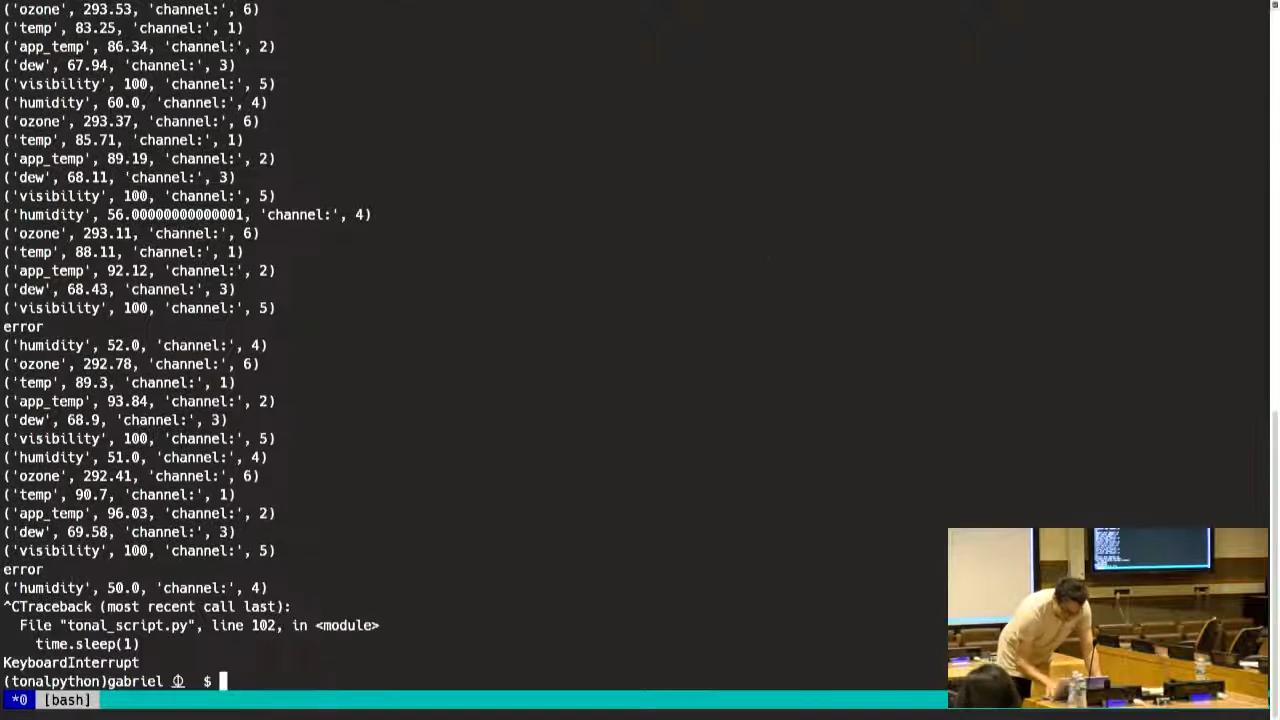 ('ozone', 293.53, 'channel:', 6)
('temp', 83.25, 'channel:', 1)
('app_temp', 86.34, 'channel:', 2)
('dew', 67.94, 'channel:', 3)
('visibility', 100, 'channel:', 5)
('humidity', 60.0, 'channel:', 4)
('ozone', 293.37, 'channel:', 6)
('temp', 85.71, 'channel:', 1)
('app_temp', 89.19, 'channel:', 2)
('dew', 68.11, 'channel:', 3)
('visibility', 100, 'channel:', 5)
('humidity', 56.00000000000001, 'channel:', 4)
('ozone', 293.11, 'channel:', 6)
('temp', 88.11, 'channel:', 1)
('app_temp', 92.12, 'channel:', 2)
('dew', 68.43, 'channel:', 3)
('visibility', 100, 'channel:', 5)
error
('humidity', 52.0, 'channel:', 4)
('ozone', 292.78, 'channel:', 6)
('temp', 89.3, 'channel:', 1)
('app_temp', 93.84, 'channel:', 2)
('dew', 68.9, 'channel:', 3)
('visibility', 100, 'channel:', 5)
('humidity', 51.0, 'channel:', 4)
('ozone', 292.41, 'channel:', 6)
('temp', 90.7, 'channel:', 1)
('app_temp', 96.03, 'channel:', 2)
('dew', 69.58, 'channel:', 3)
('visibility', 100, 'channel:', 5)
error
('humidity', 50.0, 'channel:', 4)
^CTraceback (most recent call last):
  File "tonal_script.py", line 102, in <module>
    time.sleep(1)
KeyboardInterrupt
(tonalpython)gabriel $
*0 [bash]